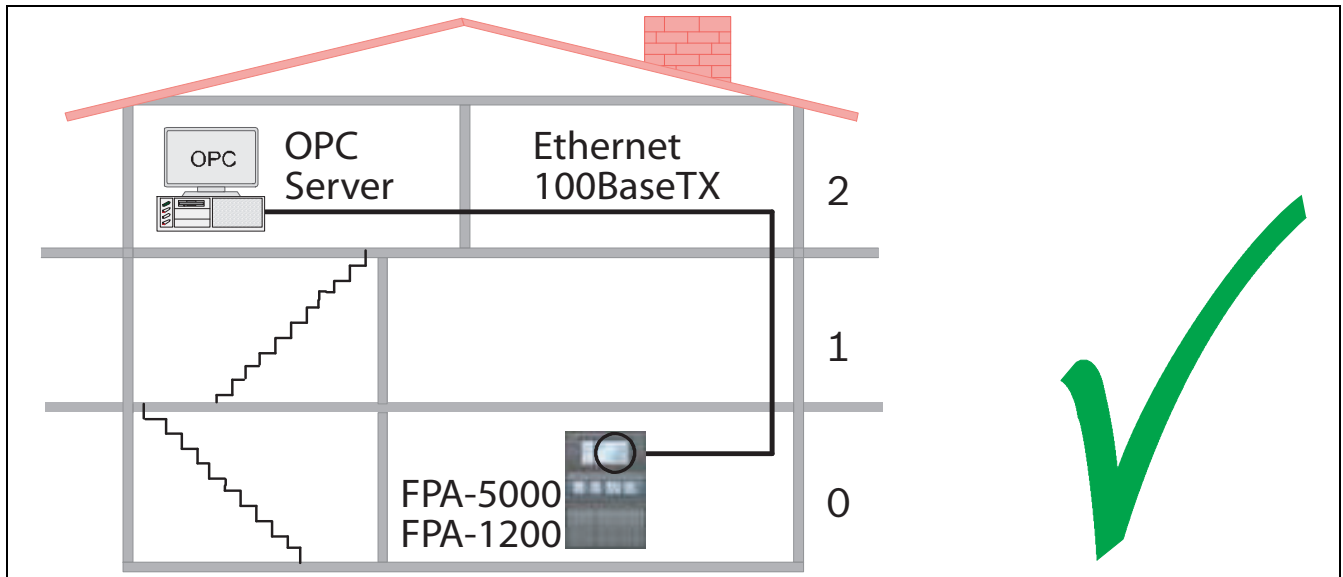 OPC
OPC
Server
Ethernet
100BaseTX
2
1
FPA-5000
FPA-1200
0